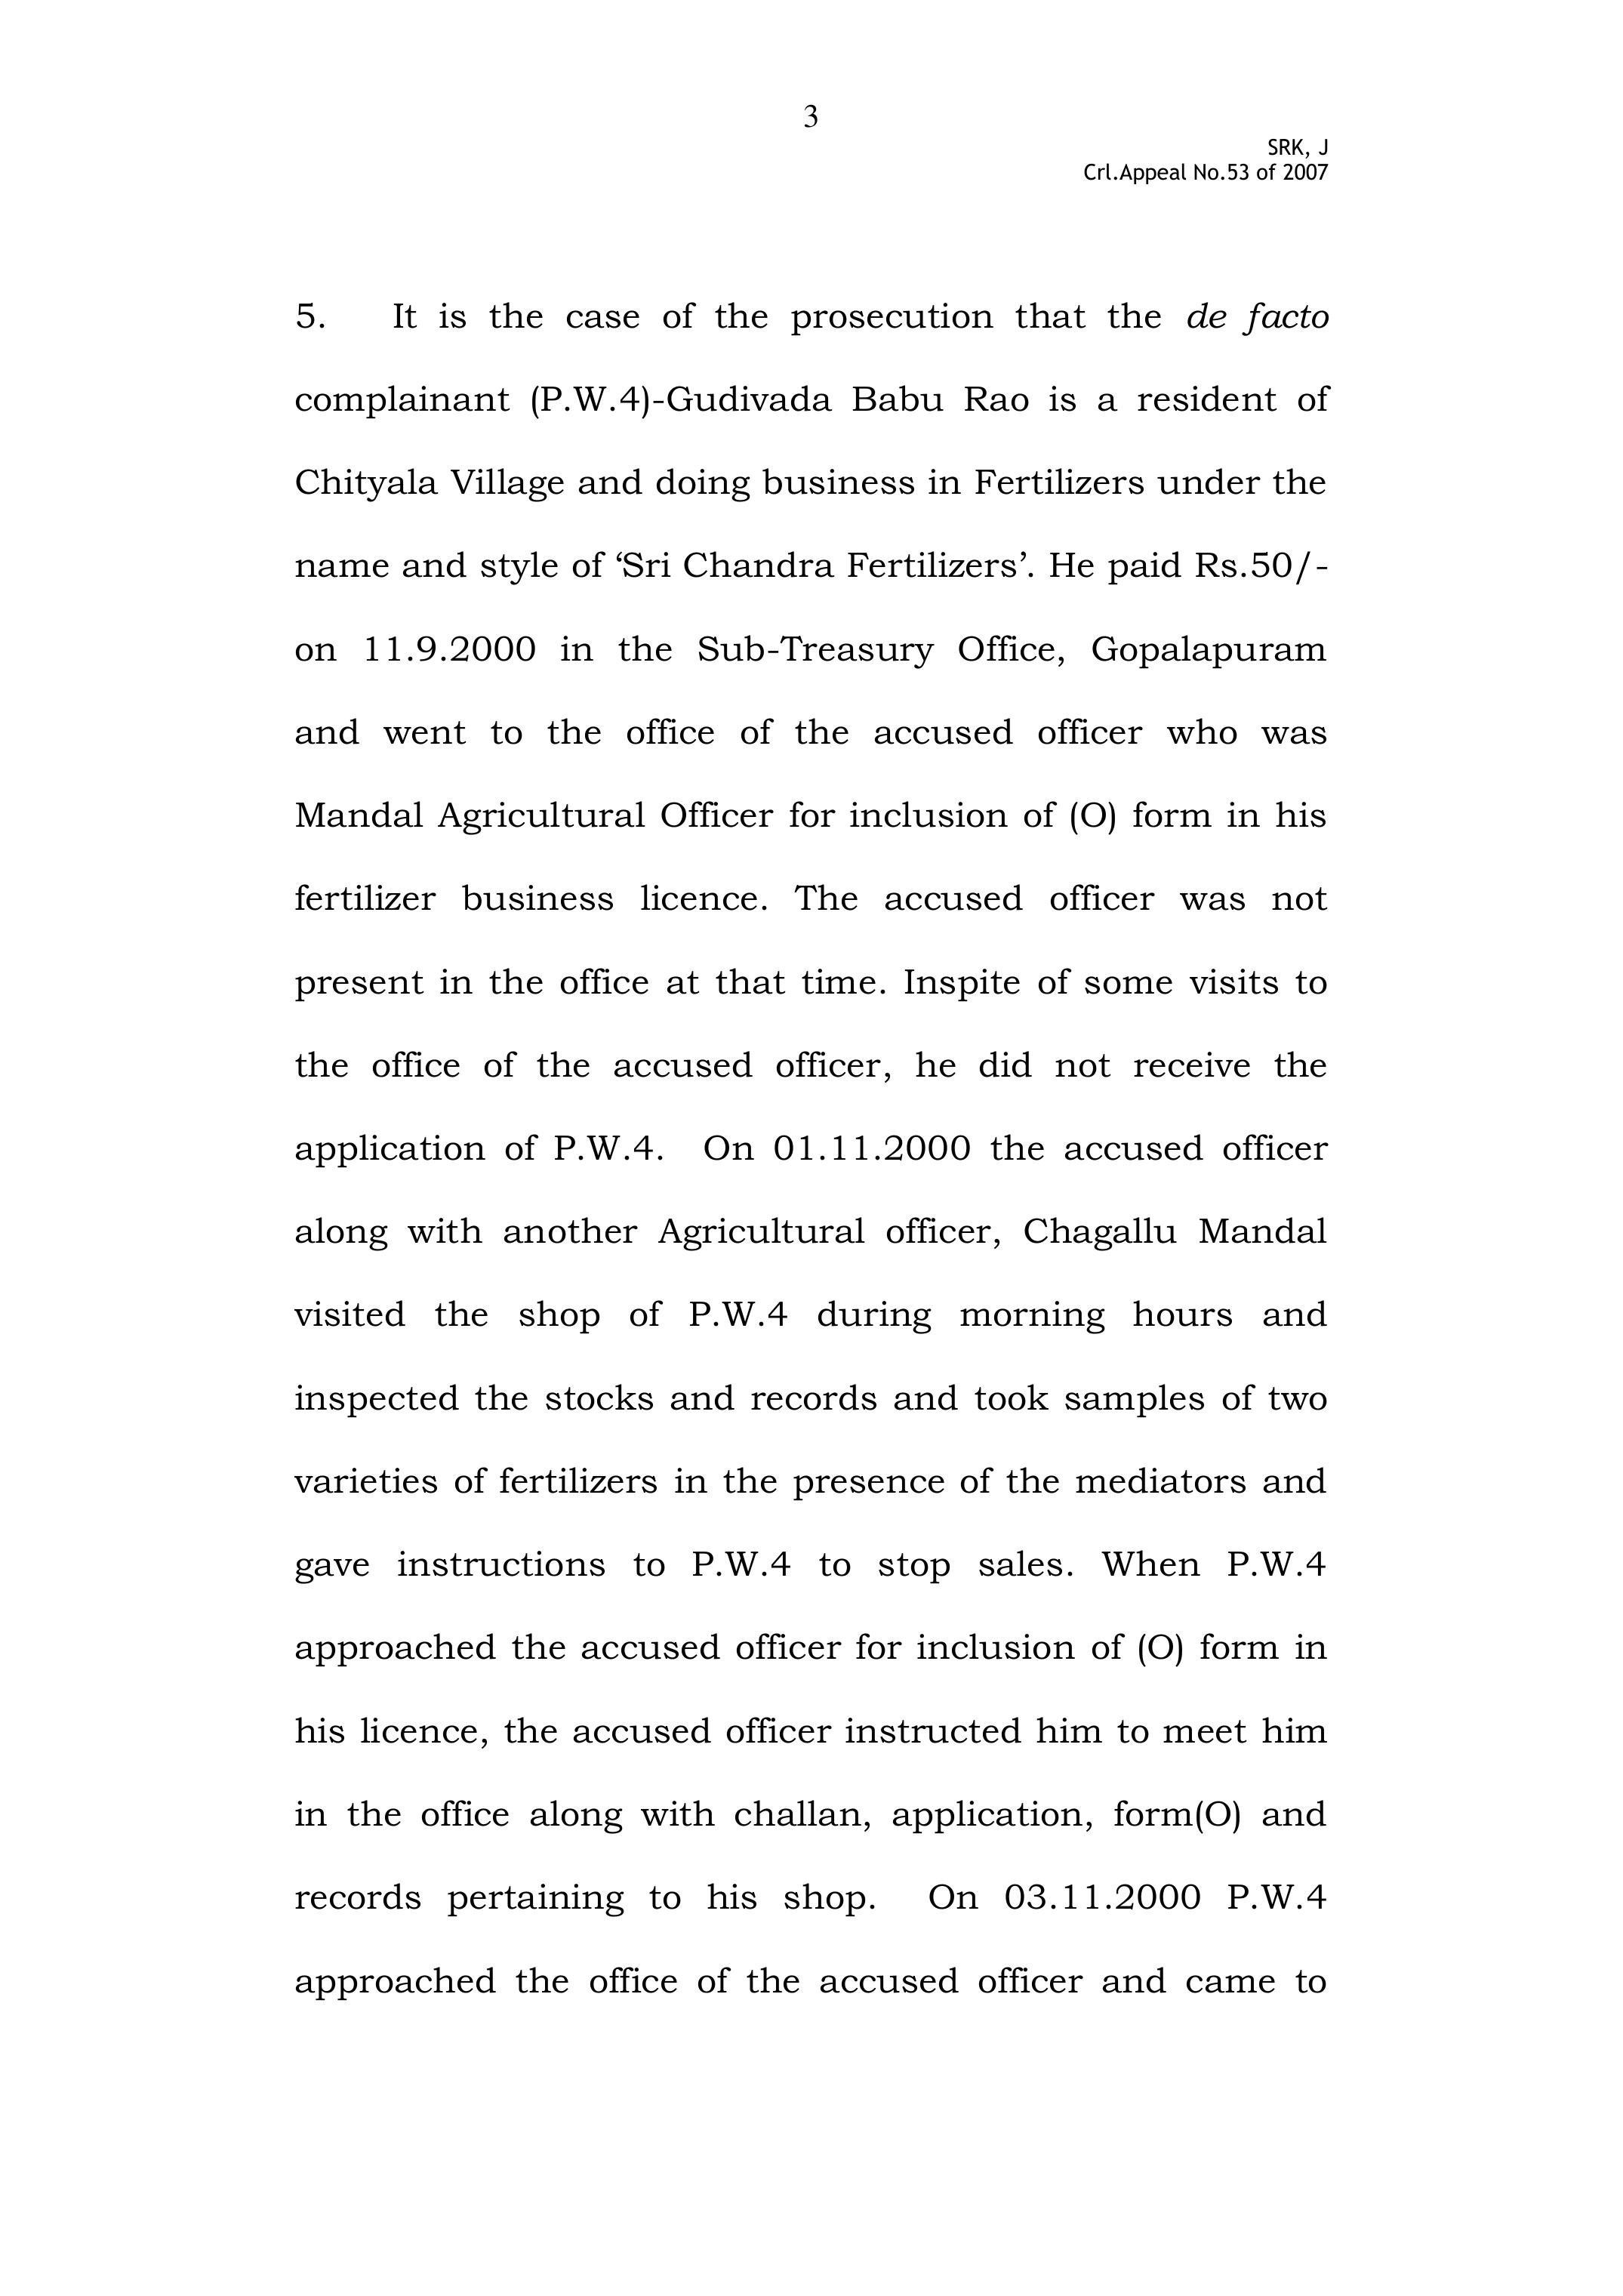 3
SRK, J
Crl.Appeal No.53 of 2007
5. It is the case of the prosecution that the de facto
complainant (P.W.4)-Gudivada Babu Rao is a resident of
Chityala Village and doing business in Fertilizers under the
name and style of ‘Sri Chandra Fertilizers’. He paid Rs.50/-
on 11.9.2000 in the Sub-Treasury Office, Gopalapuram
and went to the office of the accused officer who was
Mandal Agricultural Officer for inclusion of (O) form in his
fertilizer business licence. The accused officer was not
present in the office at that time. Inspite of some visits to
the office of the accused officer, he did not receive the
application of P.W.4. On 01.11.2000 the accused officer
along with another Agricultural officer, Chagallu Mandal
visited the shop of P.W.4 during morning hours and
inspected the stocks and records and took samples of two
varieties of fertilizers in the presence of the mediators and
gave instructions to P.W.4 to stop sales. When P.W.4
approached the accused officer for inclusion of (O) form in
his licence, the accused officer instructed him to meet him
in the office along with challan, application, form(O) and
records pertaining to his shop. On 03.11.2000 P.W.4
approached the office of the accused officer and came to